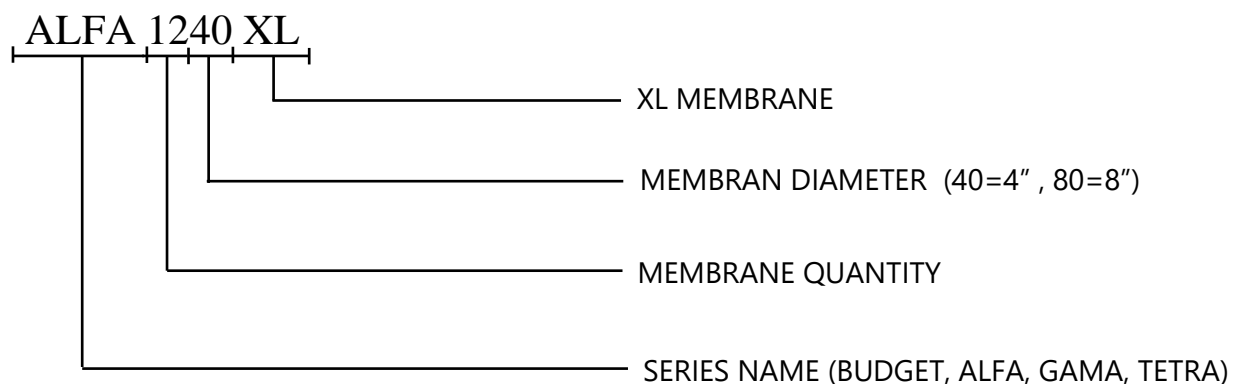 ALFA 1240 XL
XL MEMBRANE
MEMBRAN DIAMETER (40=4” , 80=8”)
MEMBRANE QUANTITY
SERIES NAME (BUDGET, ALFA, GAMA, TETRA)